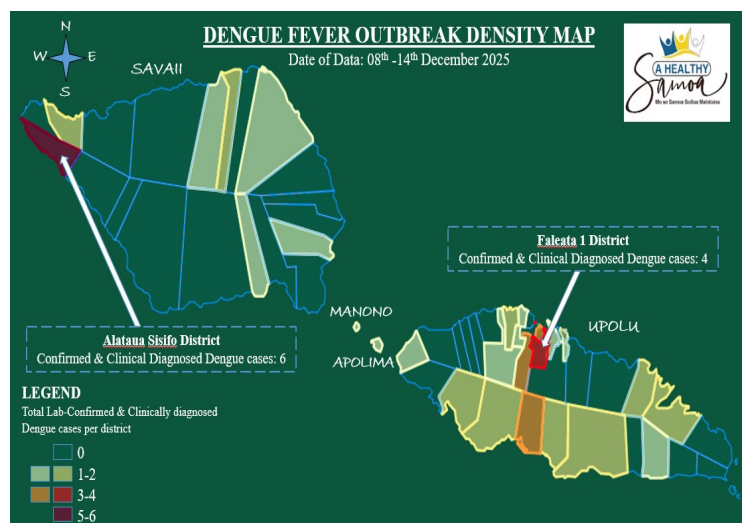 DENGUE FEVER OUTBREAK DENSITY MAP
Date of Data: 08th -14th December 2025
N
W E
S
SAVAII
A HEALTHY
Samoa
Faleata 1 District
Confirmed & Clinical Diagnosed Dengue cases: 4
MANONO
APOLIMA
UPOLU
Alataua Sisifo District
Confirmed & Clinical Diagnosed Dengue cases: 6
LEGEND
Total Lab-Confirmed & Clinically diagnosed
Dengue cases per district
0
1-2
3-4
5-6